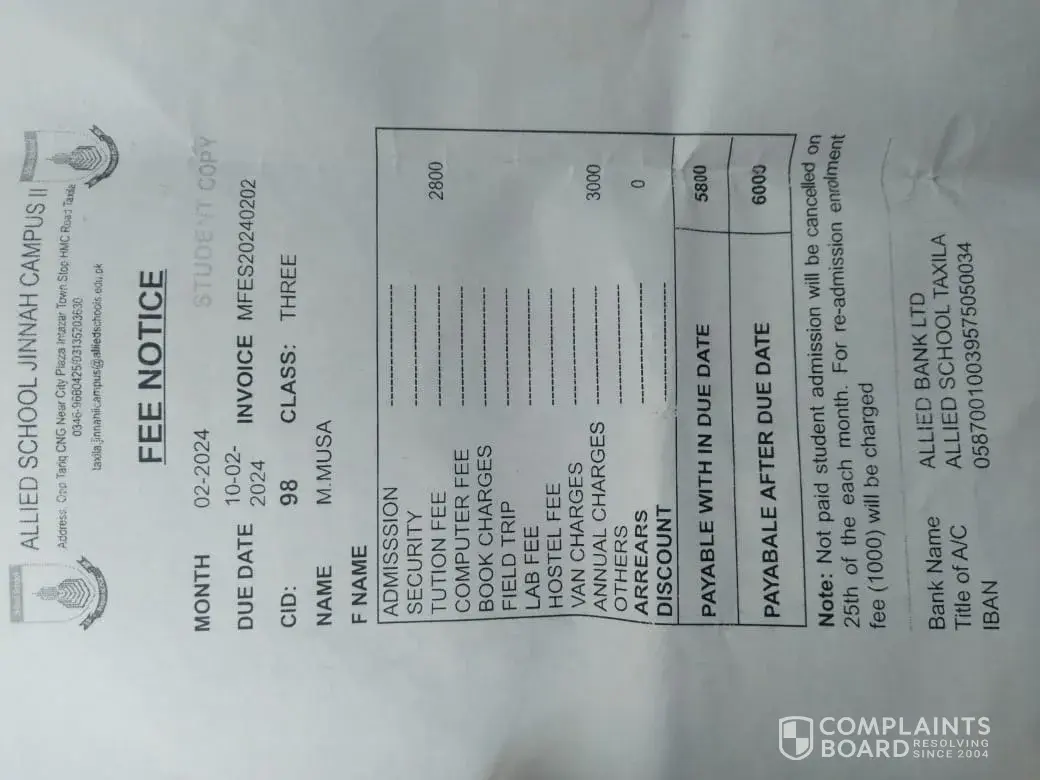 ALLIED SCHOOL JINNAH CAMPUS II
Address. Opp Tariq CNG Near City Plaza Intazar Town Stop HMC Road Taxila
0346-9680425/03135203630
taxila.jinnahiicampus@alliedschools.edu.pk
FEE NOTICE
STUDENT COPY
MONTH 02-2024
DUE DATE 10-02-2024 INVOICE MFES20240202
CID: 98 CLASS: THREE
NAME M.MUSA
F NAME
ADMISSSION
SECURITY
TUTION FEE 2800
COMPUTER FEE
BOOK CHARGES
FIELD TRIP
LAB FEE
HOSTEL FEE
VAN CHARGES
ANNUAL CHARGES 3000
OTHERS
ARREARS 0
DISCOUNT
PAYABLE WITH IN DUE DATE 5800
PAYABALE AFTER DUE DATE 6000
Note: Not paid student admission will be cancelled on
25th of the each month. For re-admission enrolment
fee (1000) will be charged
Bank Name ALLIED BANK LTD
Title of A/C ALLIED SCHOOL TAXILA
IBAN 05870010039575050034
COMPLAINTS
BOARD RESOLVING
SINCE 2004